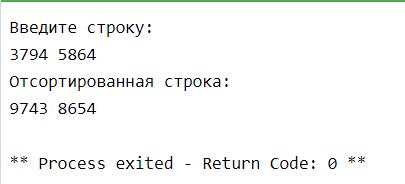 Введите строку:
3794 5864
Отсортированная строка:
9743 8654
** Process exited - Return Code: 0 **